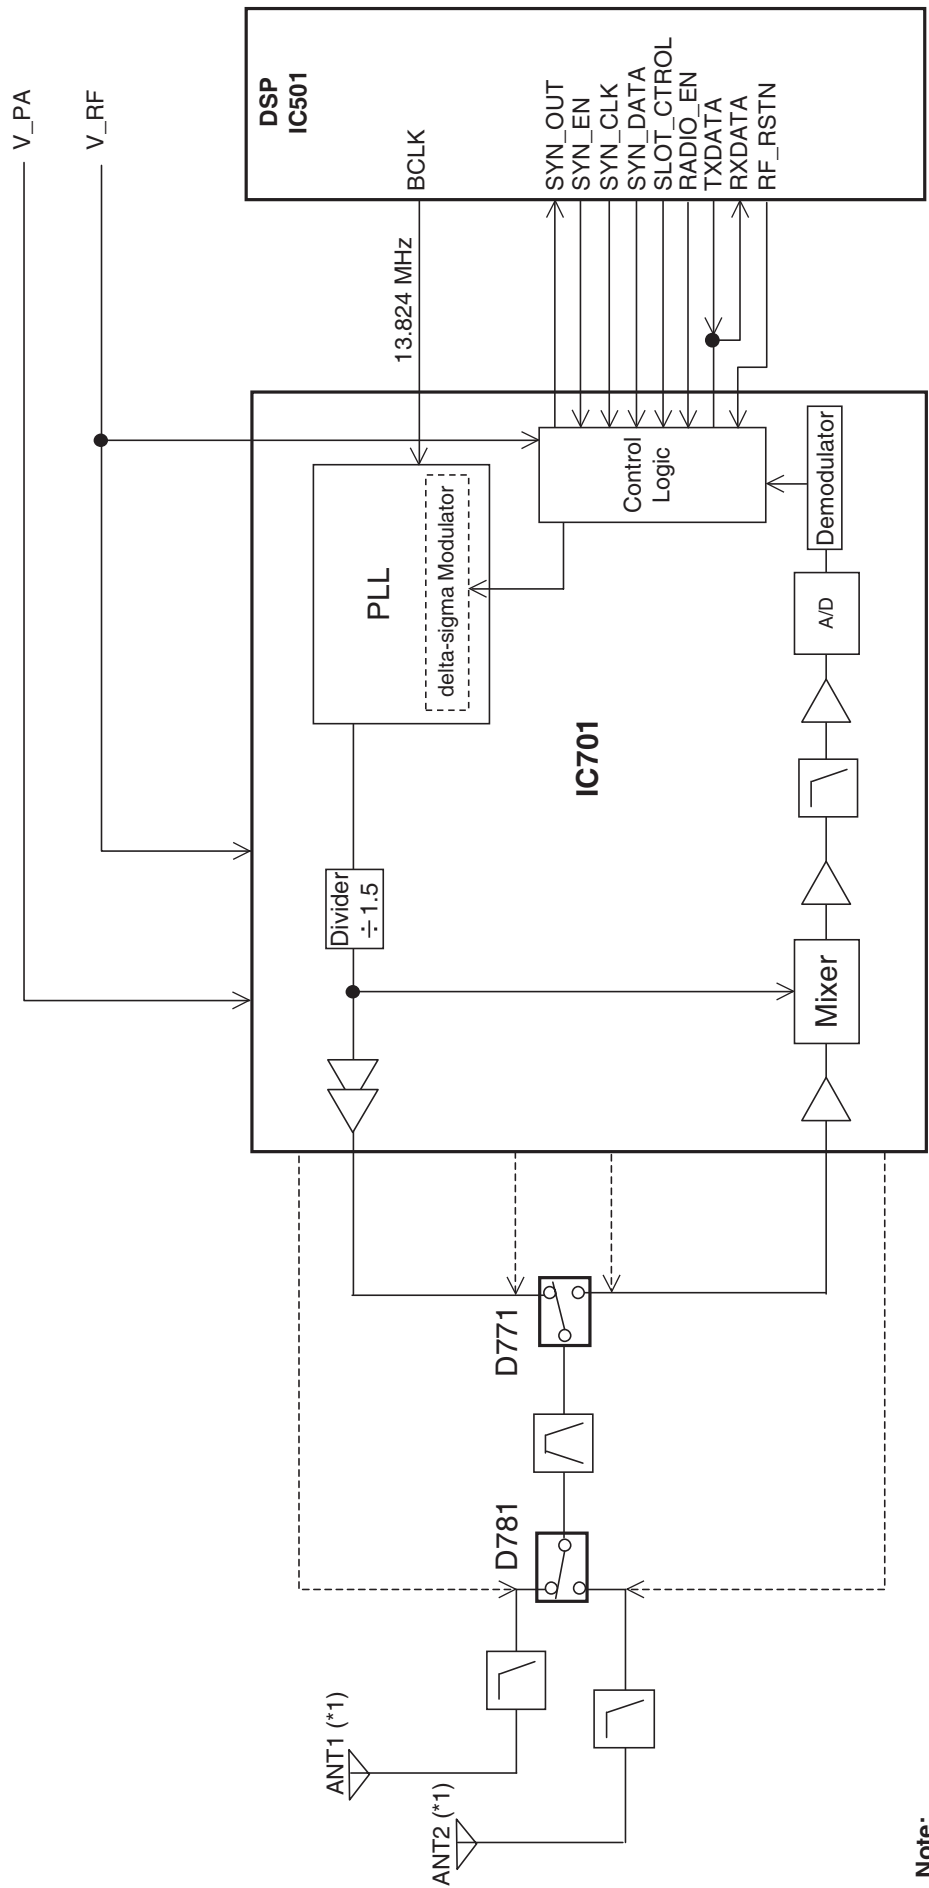 V_PA
V_RF
DSP
IC501
BCLK
13.824 MHz
SYN_OUT
SYN_EN
SYN_CLK
SYN_DATA
SLOT_CTROL
RADIO_EN
TXDATA
RXDATA
RF_RSTN
PLL
delta-sigma Modulator
Control
Logic
Demodulator
A/D
IC701
Divider
÷ 1.5
Mixer
D771
D781
ANT1 (*1)
ANT2 (*1)
Note: